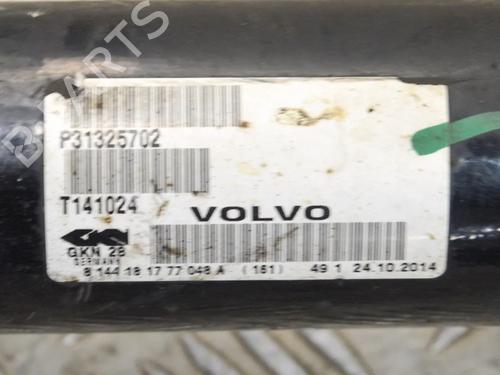 B-PARTS
P31325702
T141024
VOLVO
GKN
GKN 28
GERMANY
8 144 18 17 77 048 A (161) 49 1 24.10.2014